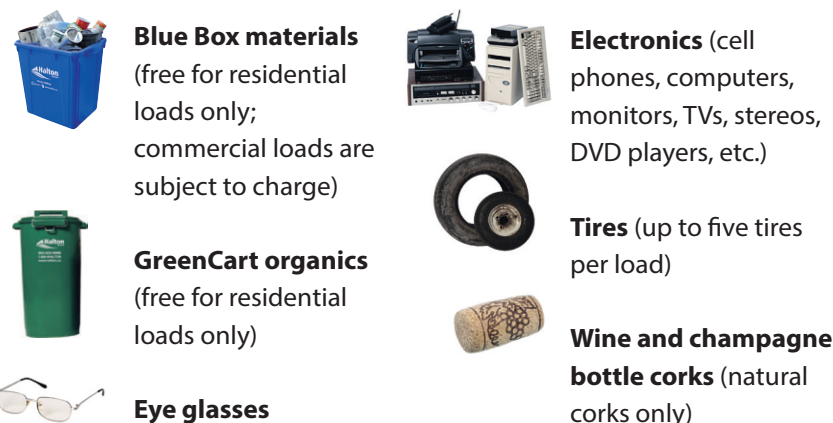 Blue Box materials
(free for residential
loads only;
commercial loads are
subject to charge)
Halton
GreenCart organics
(free for residential
loads only)
Halton
Eye glasses
Electronics (cell
phones, computers,
monitors, TVs, stereos,
DVD players, etc.)
Tires (up to five tires
per load)
Wine and champagne
bottle corks (natural
corks only)